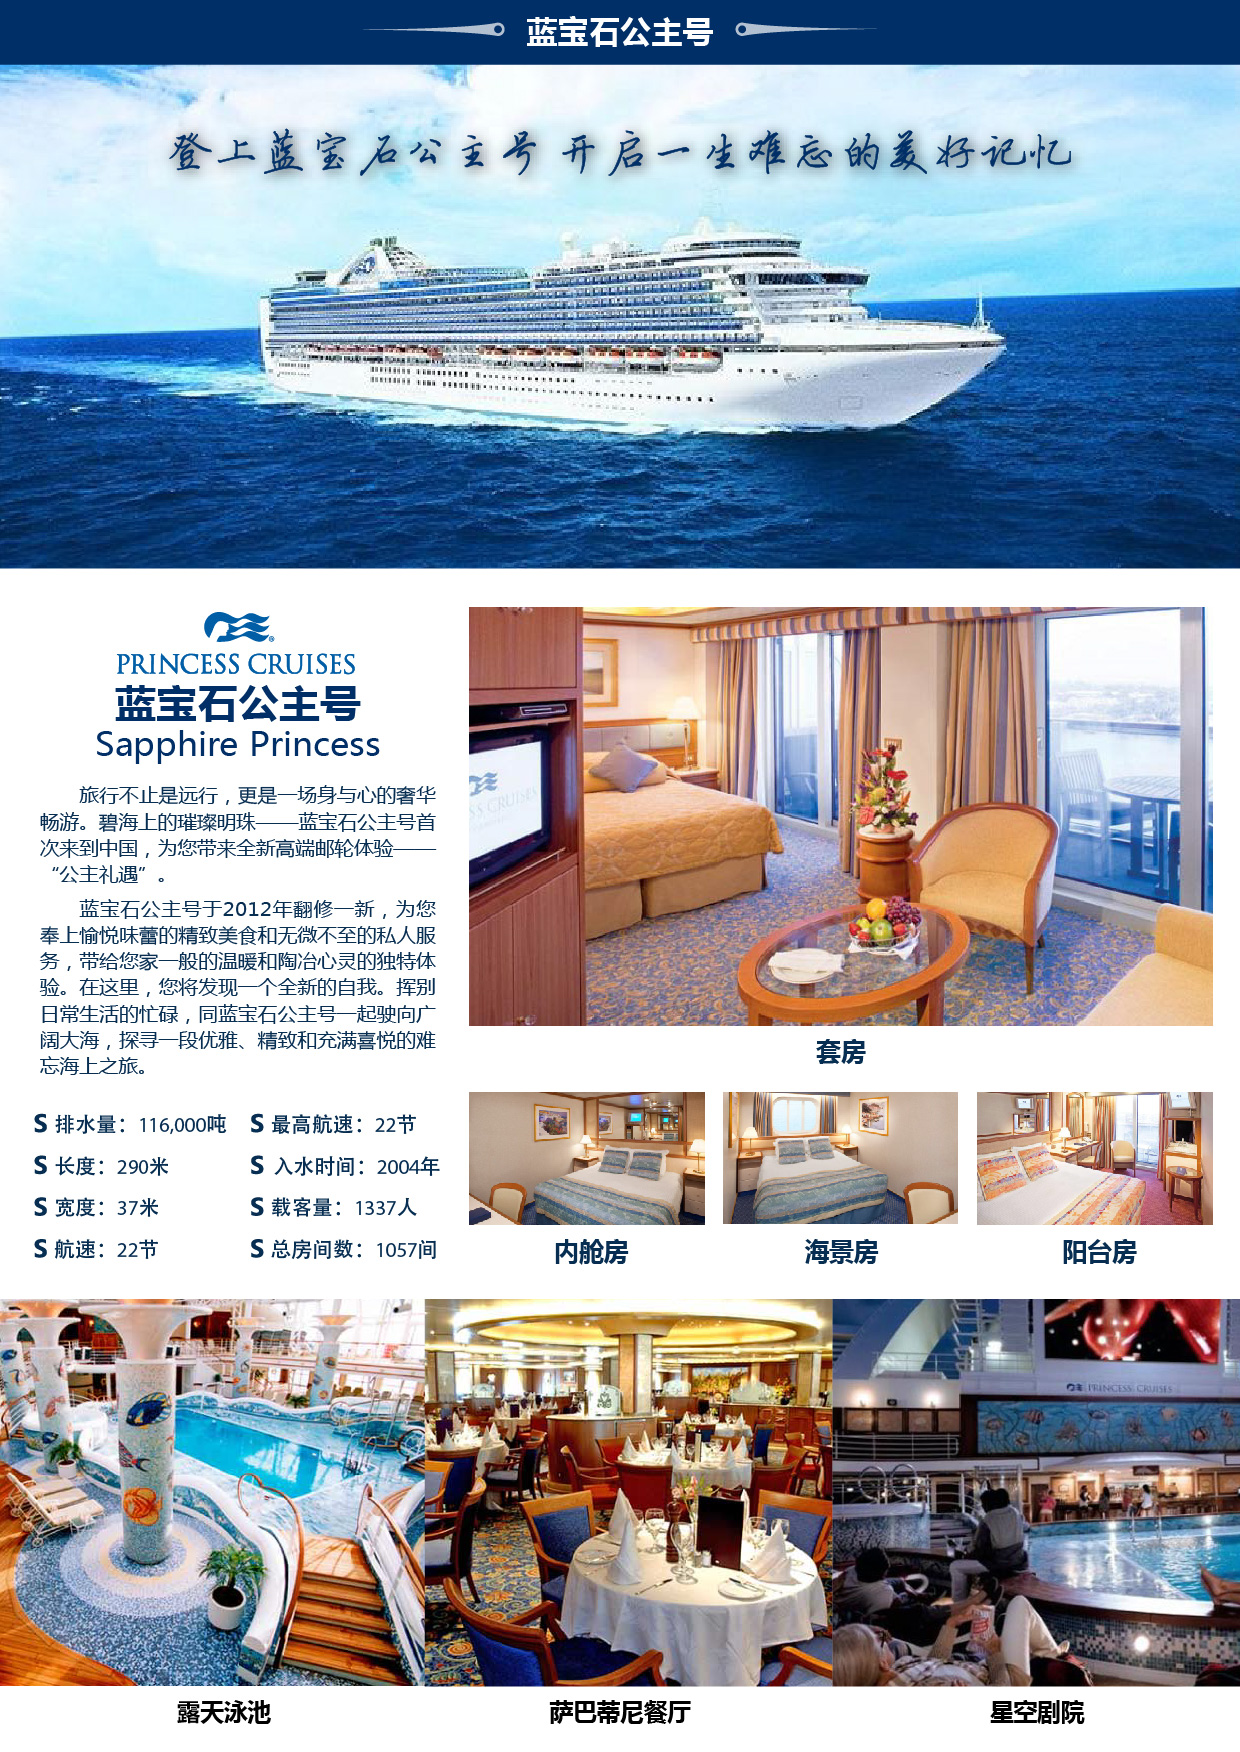 蓝宝石公主号
登上蓝宝石公主号 开启一生难忘的美好记忆
PRINCESS CRUISES
蓝宝石公主号
Sapphire Princess
旅行不止是远行，更是一场身与心的奢华
畅游。碧海上的璀璨明珠——蓝宝石公主号首
次来到中国，为您带来全新高端邮轮体验——
“公主礼遇”。
蓝宝石公主号于2012年翻修一新，为您
奉上愉悦味蕾的精致美食和无微不至的私人服
务，带给您家一般的温暖和陶冶心灵的独特体
验。在这里，您将发现一个全新的自我。挥别
日常生活的忙碌，同蓝宝石公主号一起驶向广
阔大海，探寻一段优雅、精致和充满喜悦的难
忘海上之旅。
S 排水量：116,000吨 S 最高航速：22节
S 长度：290米 S 入水时间：2004年
S 宽度：37米 S 载客量：1337人
S 航速：22节 S 总房间数：1057间
套房
内舱房 海景房 阳台房
PRINCESS CRUISES
露天泳池 萨巴蒂尼餐厅 星空剧院